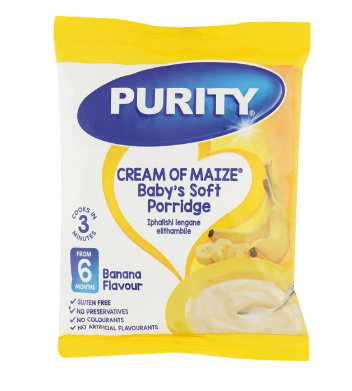 PURITY®
CREAM OF MAIZE®
Baby's Soft
Porridge
Iphalishi lengane
elithambile
COOKS IN
3
MINUTES
FROM
6
MONTHS
Banana
Flavour
✓ GLUTEN FREE
✓ NO PRESERVATIVES
✓ NO COLOURANTS
✓ NO ARTIFICIAL FLAVOURANTS